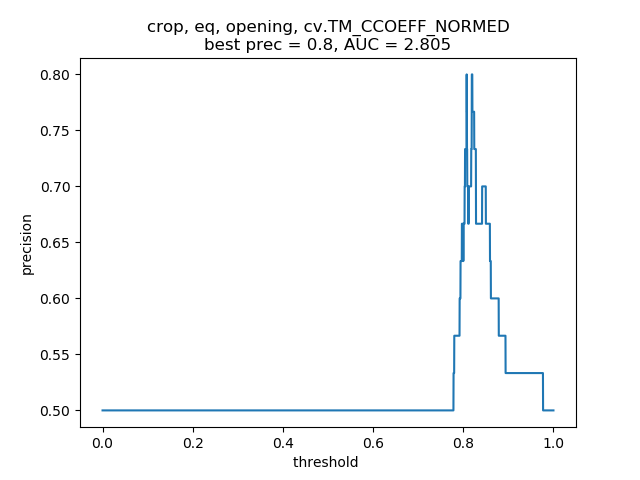 crop, eq, opening, cv.TM_CCOEFF_NORMED
best prec = 0.8, AUC = 2.805
0.80
0.75
0.70
0.65
0.60
0.55
0.50
precision
0.0 0.2 0.4 0.6 0.8 1.0
threshold